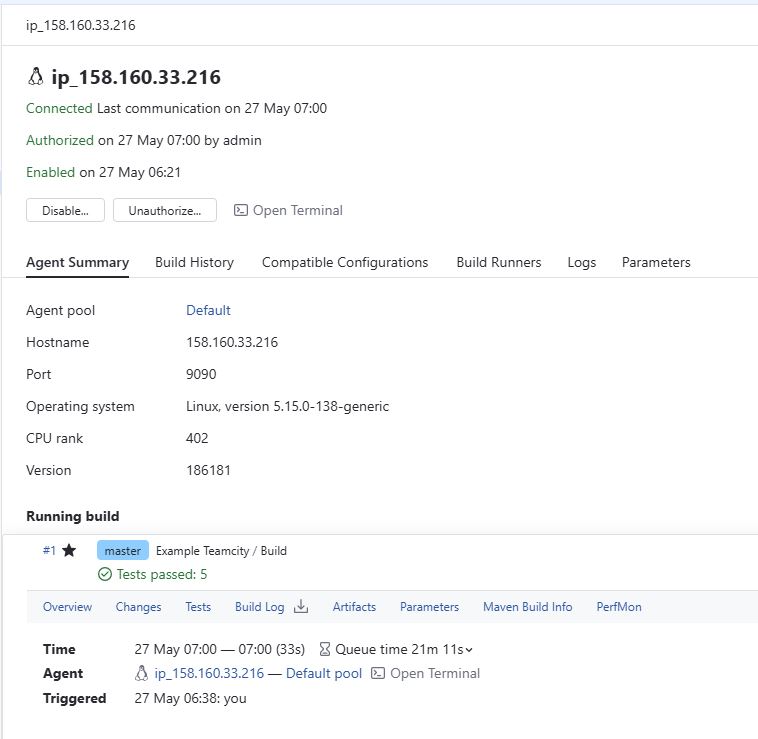 ip_158.160.33.216
ip_158.160.33.216
Connected Last communication on 27 May 07:00
Authorized on 27 May 07:00 by admin
Enabled on 27 May 06:21
Disable... Unauthorize... Open Terminal
Agent Summary Build History Compatible Configurations Build Runners Logs Parameters
Agent pool Default
Hostname 158.160.33.216
Port 9090
Operating system Linux, version 5.15.0-138-generic
CPU rank 402
Version 186181
Running build
#1 master Example Teamcity / Build
Tests passed: 5
Overview Changes Tests Build Log Artifacts Parameters Maven Build Info PerfMon
Time 27 May 07:00 — 07:00 (33s) Queue time 21m 11s
Agent ip_158.160.33.216 — Default pool Open Terminal
Triggered 27 May 06:38: you